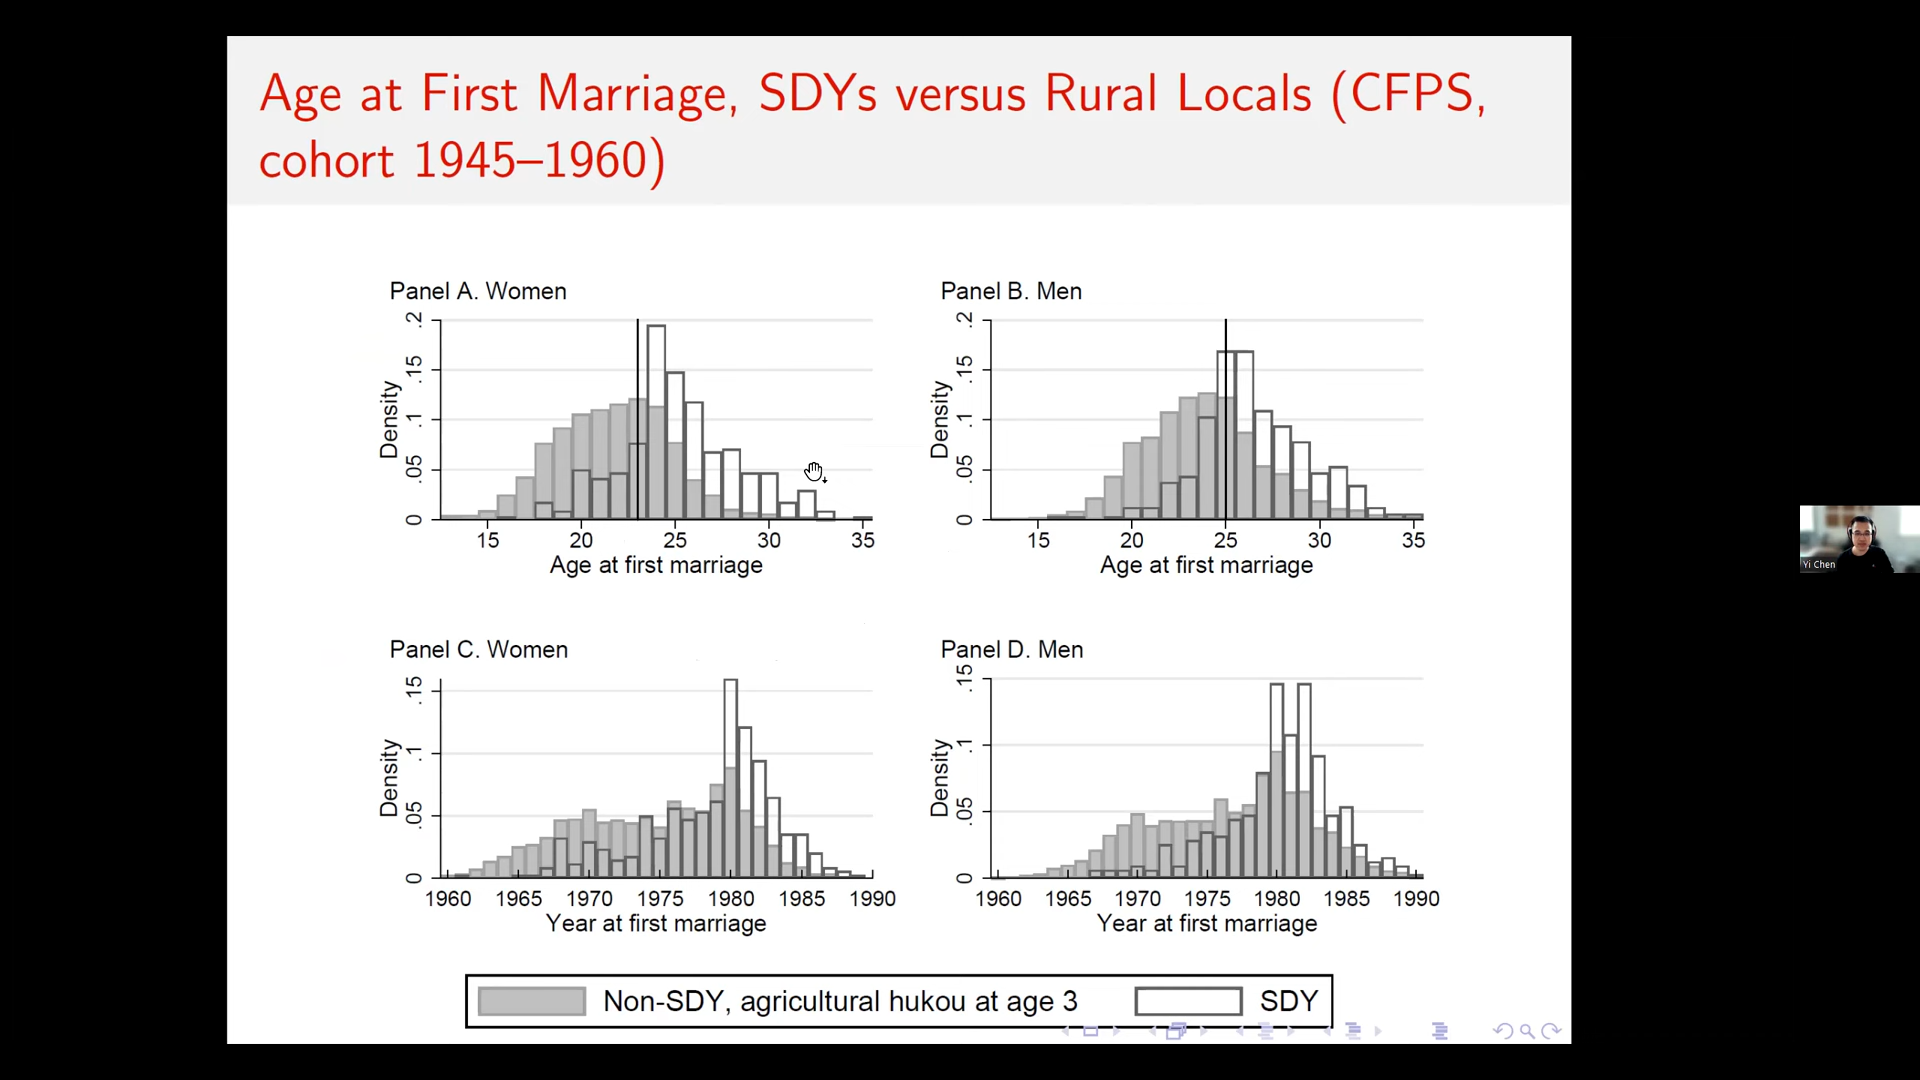 Age at First Marriage, SDYs versus Rural Locals (CFPS,
cohort 1945–1960)
Panel A. Women
Density
0 .05 .1 .15 .2
15 20 25 30 35
Age at first marriage
Panel B. Men
Density
0 .05 .1 .15 .2
15 20 25 30 35
Age at first marriage
Yi Chen
Panel C. Women
Density
0 .05 .1 .15
1960 1965 1970 1975 1980 1985 1990
Year at first marriage
Panel D. Men
Density
0 .05 .1 .15
1960 1965 1970 1975 1980 1985 1990
Year at first marriage
Non-SDY, agricultural hukou at age 3
SDY